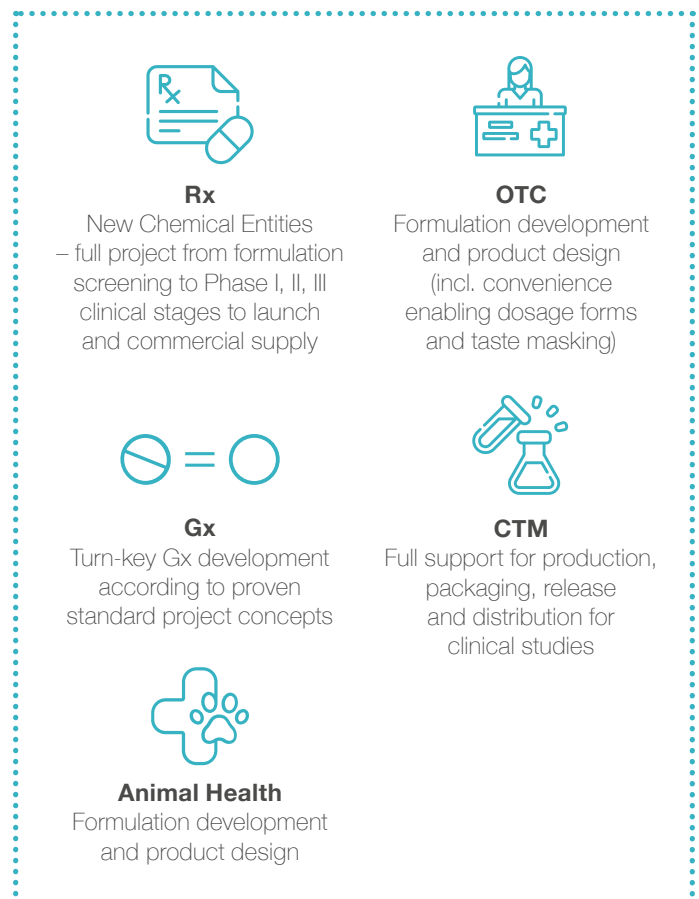 Rx
Rx
New Chemical Entities
– full project from formulation
screening to Phase I, II, III
clinical stages to launch
and commercial supply
OTC
Formulation development
and product design
(incl. convenience
enabling dosage forms
and taste masking)
Gx
Turn-key Gx development
according to proven
standard project concepts
CTM
Full support for production,
packaging, release
and distribution for
clinical studies
Animal Health
Formulation development
and product design